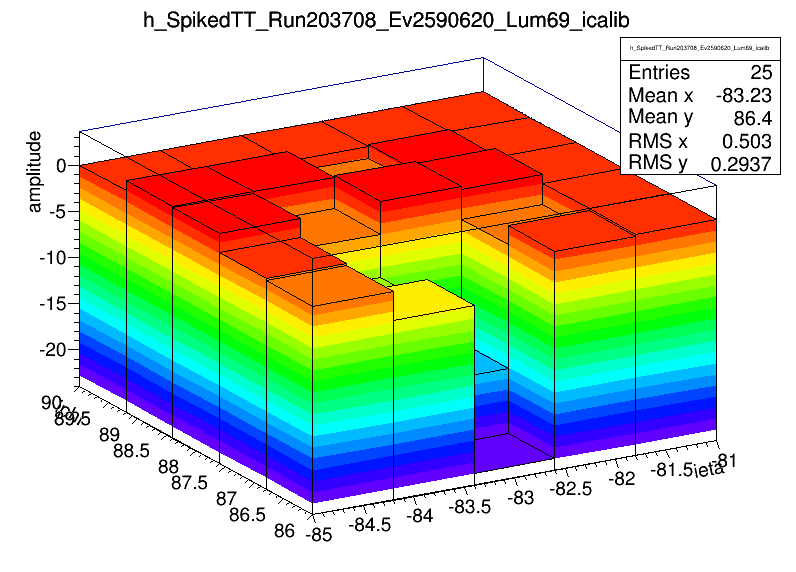 h_SpikedTT_Run203708_Ev2590620_Lum69_icalib
h_SpikedTT_Run203708_Ev2590620_Lum69_icalib
Entries 25
Mean x -83.23
Mean y 86.4
RMS x 0.503
RMS y 0.2937
amplitude
0
-5
-10
-15
-20
90
89.5
89
88.5
88
87.5
87
86.5
86
-85
-84.5
-84
-83.5
-83
-82.5
-82
-81.5
-81
ieta